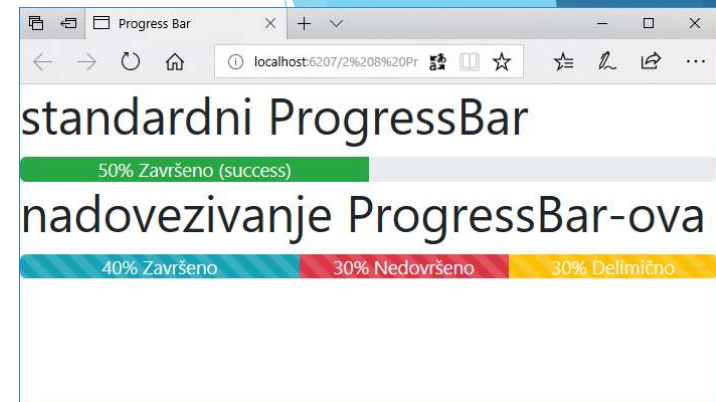 Progress Bar
localhost:6207/2%208%20Pr
standardni ProgressBar
50% Završeno (success)
nadovezivanje ProgressBar-ova
40% Završeno 30% Nedovršeno 30% Delimično